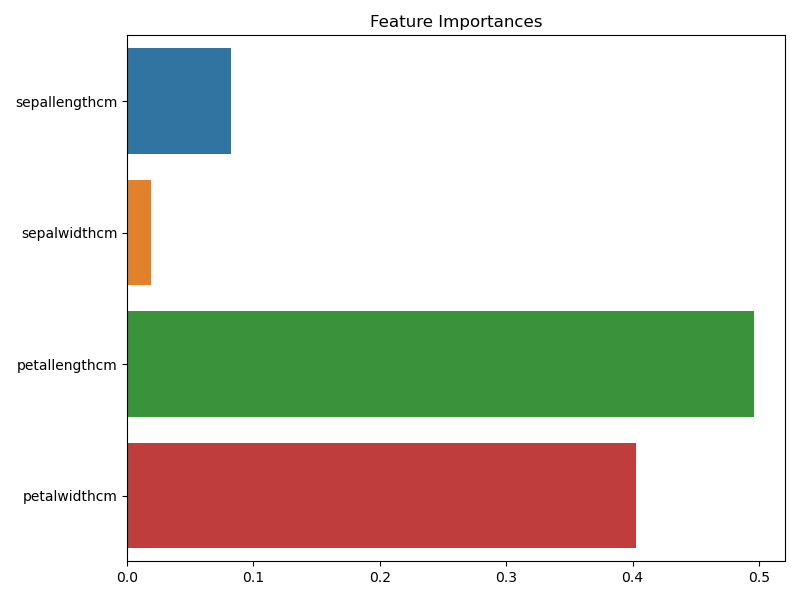 Feature Importances
sepallengthcm
sepalwidthcm
petallengthcm
petalwidthcm
0.0 0.1 0.2 0.3 0.4 0.5